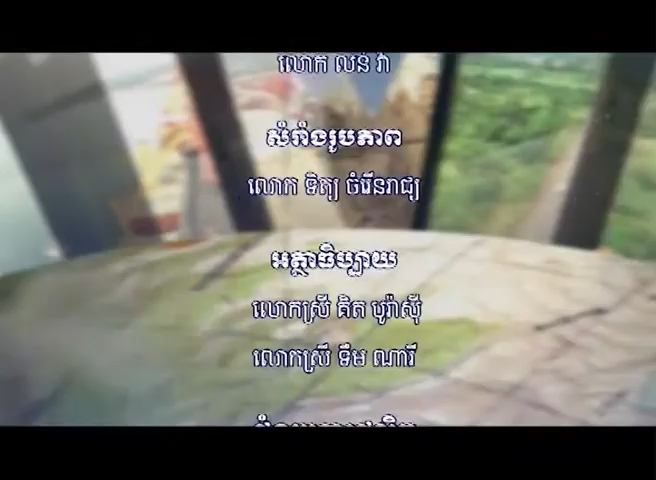 លោក លន់ វ៉ា
សំរាំងរូបភាព
លោក ទិត្យ ចំរើនរាជ្យ
អត្ថាធិប្បាយ
លោកស្រី គិត បូរ៉ាស៊ី
លោកស្រី ទឹម ណារី